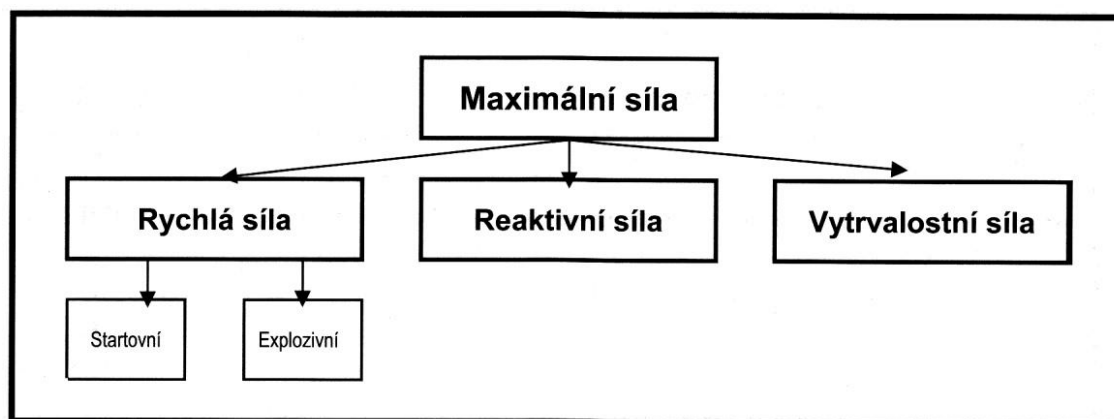 Maximální síla
Rychlá síla
Reaktivní síla
Vytrvalostní síla
Startovní
Explozivní